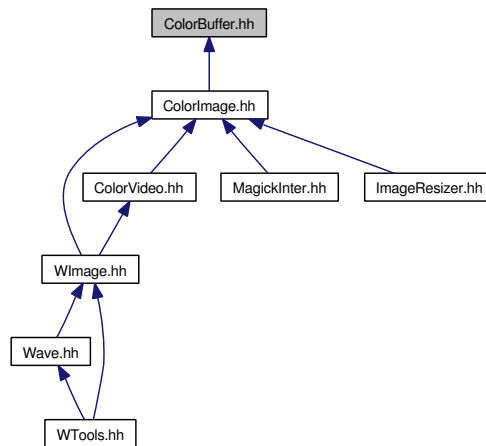 ColorBuffer.hh
ColorImage.hh
ColorVideo.hh
MagickInter.hh
ImageResizer.hh
WImage.hh
Wave.hh
WTools.hh